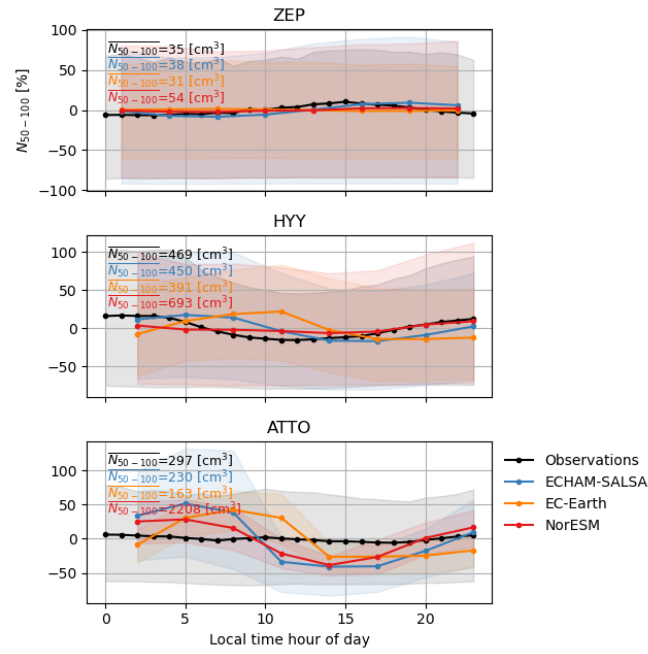 ZEP
100
50
0
−50
−100
N50−100 [%]
N50−100=35 [cm3]
N50−100=38 [cm3]
N50−100=31 [cm3]
N50−100=54 [cm3]
HYY
100
50
0
−50
N50−100=469 [cm3]
N50−100=450 [cm3]
N50−100=391 [cm3]
N50−100=693 [cm3]
ATTO
100
50
0
−50
N50−100=297 [cm3]
N50−100=230 [cm3]
N50−100=163 [cm3]
N50−100=2208 [cm3]
0 5 10 15 20
Local time hour of day
Observations
ECHAM-SALSA
EC-Earth
NorESM